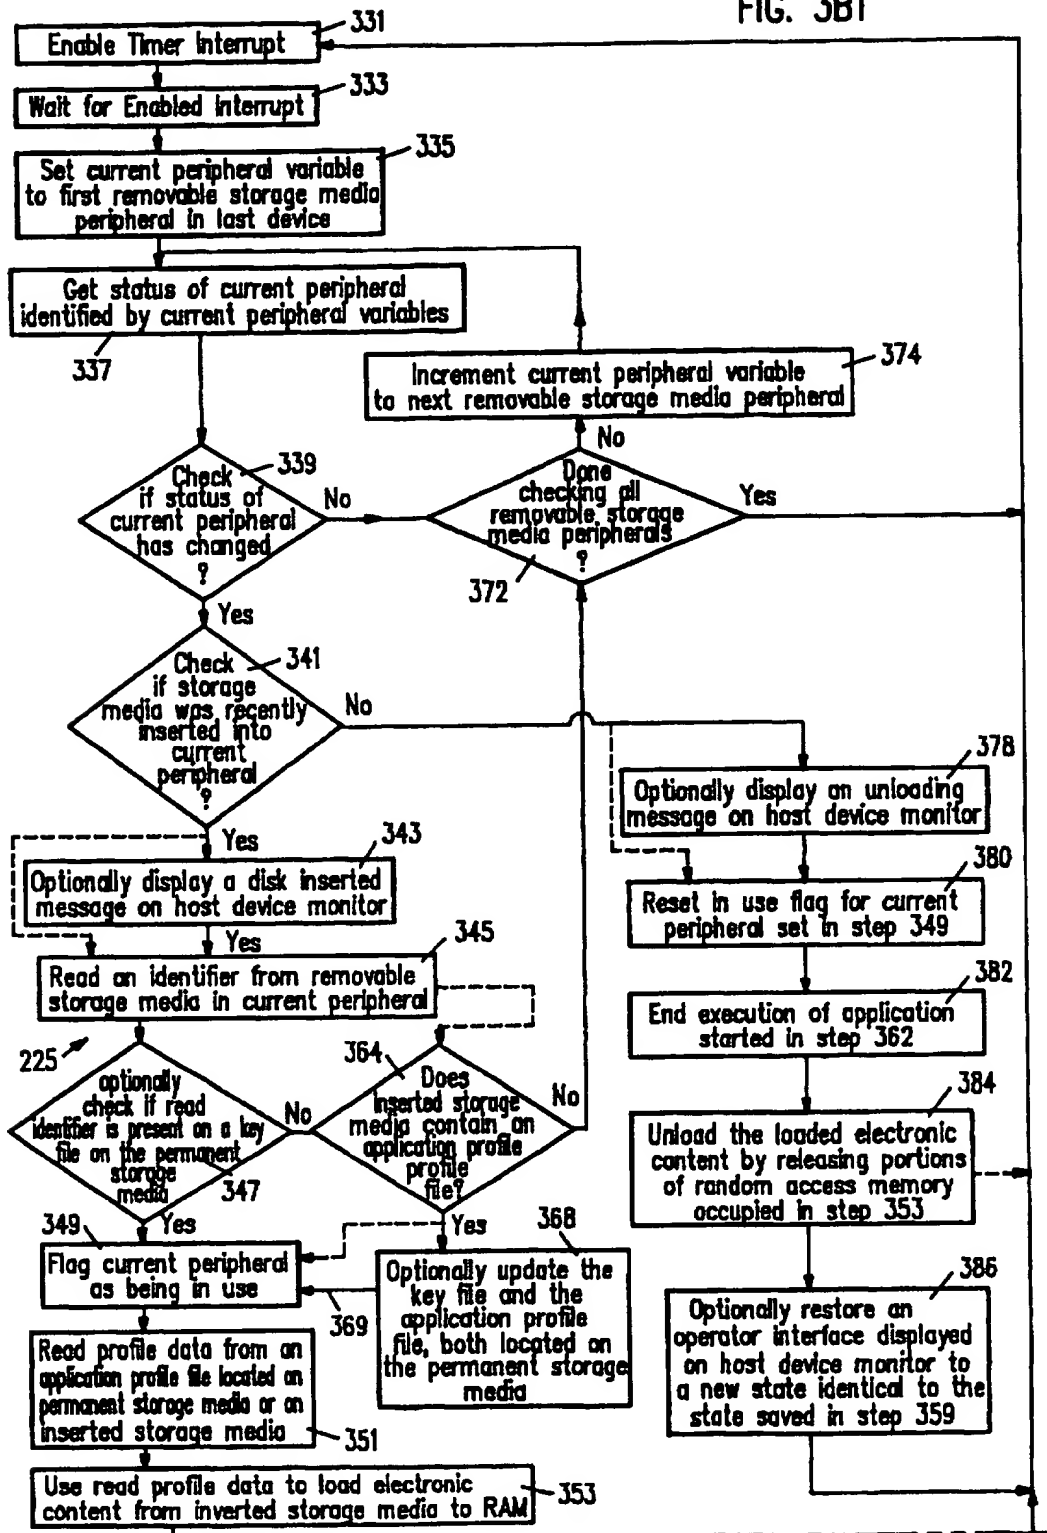 FIG. 3B1
331
Enable Timer Interrupt
333
Wait for Enabled Interrupt
335
Set current peripheral variable
to first removable storage media
peripheral in last device
Get status of current peripheral
identified by current peripheral variables
337
374
Increment current peripheral variable
to next removable storage media peripheral
No
339
Check
if status of
current peripheral
has changed
?
No
Done
checking all
removable storage
media peripherals
?
Yes
372
Yes
341
Check
if storage
media was recently
inserted into
current
peripheral
?
No
378
Optionally display an unloading
message on host device monitor
Yes
343
Optionally display a disk inserted
message on host device monitor
380
Reset in use flag for current
peripheral set in step 349
Yes
345
Read an identifier from removable
storage media in current peripheral
382
End execution of application
started in step 362
225
optionally
check if read
identifier is present on a key
file on the permanent
storage
media
347
No
364
Does
inserted storage
media contain an
application profile
profile
file?
No
384
Unload the loaded electronic
content by releasing portions
of random access memory
occupied in step 353
349
Yes
Flag current peripheral
as being in use
Yes
368
Optionally update the
key file and the
application profile
file, both located on
the permanent storage
media
369
386
Optionally restore an
operator interface displayed
on host device monitor to
a new state identical to the
state saved in step 359
Read profile data from an
application profile file located on
permanent storage media or on
inserted storage media
351
Use read profile data to load electronic
content from inverted storage media to RAM
353